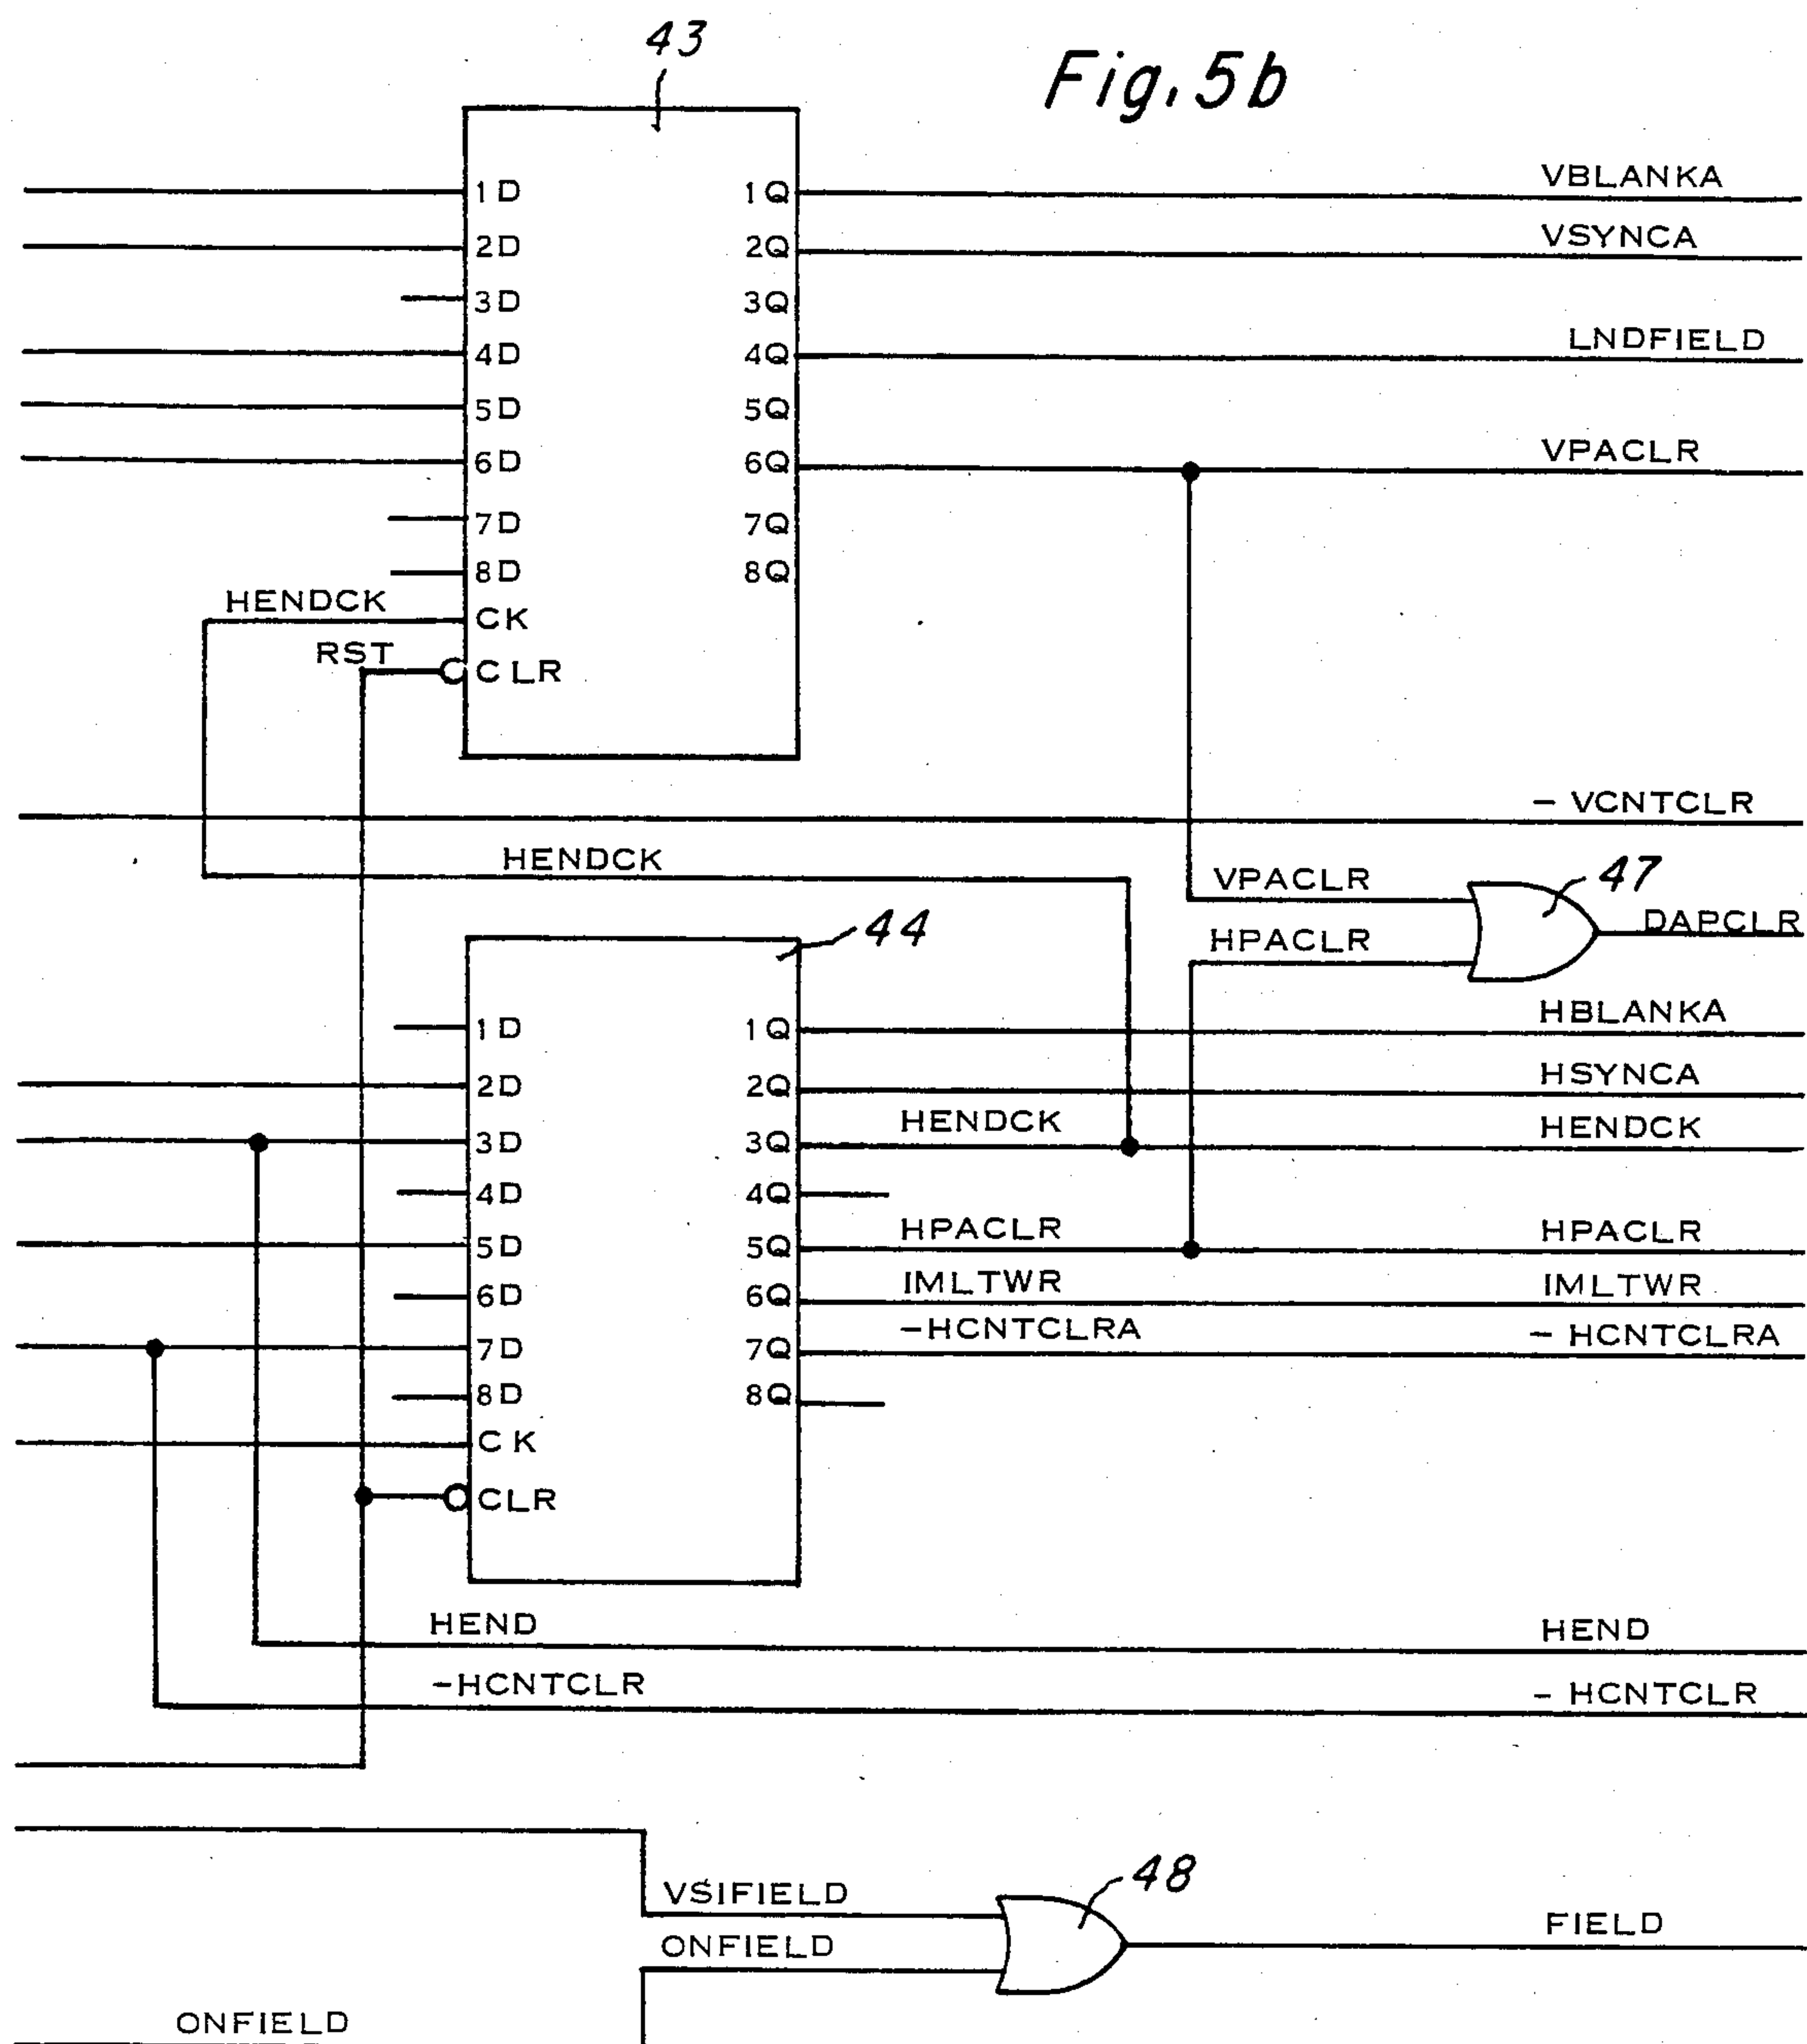 43
Fig. 5b
1D 1Q VBLANKA
2D 2Q VSYNCA
3D 3Q
4D 4Q LNDFIELD
5D 5Q
6D 6Q VPACLR
7D 7Q
8D 8Q
HENDCK CK
RST CLR
- VCNTCLR
HENDCK
VPACLR 47
44 HPACLR DAPCLR
1D 1Q HBLANKA
2D 2Q HSYNCA
3D 3Q HENDCK HENDCK
4D 4Q
5D 5Q HPACLR HPACLR
6D 6Q IMLTWR IMLTWR
7D 7Q -HCNTCLRA - HCNTCLRA
8D 8Q
CK
CLR
HEND HEND
-HCNTCLR - HCNTCLR
48
VSIFIELD
ONFIELD FIELD
ONFIELD